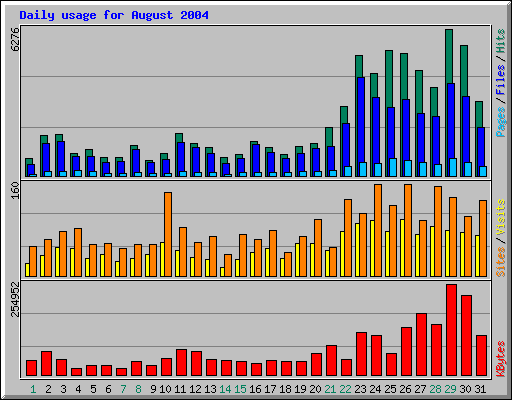 Daily usage for August 2004
6276
Pages / Files / Hits
160
Sites / Visits
254952
KBytes
1 2 3 4 5 6 7 8 9 10 11 12 13 14 15 16 17 18 19 20 21 22 23 24 25 26 27 28 29 30 31